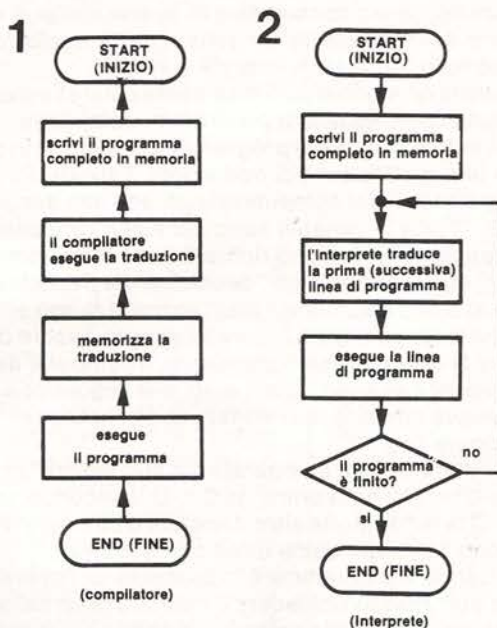 1
START
(INIZIO)
scrivi il programma
completo in memoria
il compilatore
esegue la traduzione
memorizza la
traduzione
esegue
il programma
END (FINE)
(compilatore)
2
START
(INIZIO)
scrivi il programma
completo in memoria
l'interprete traduce
la prima (successiva)
linea di programma
esegue la linea
di programma
il programma
è finito?
no
si
END (FINE)
(Interprete)